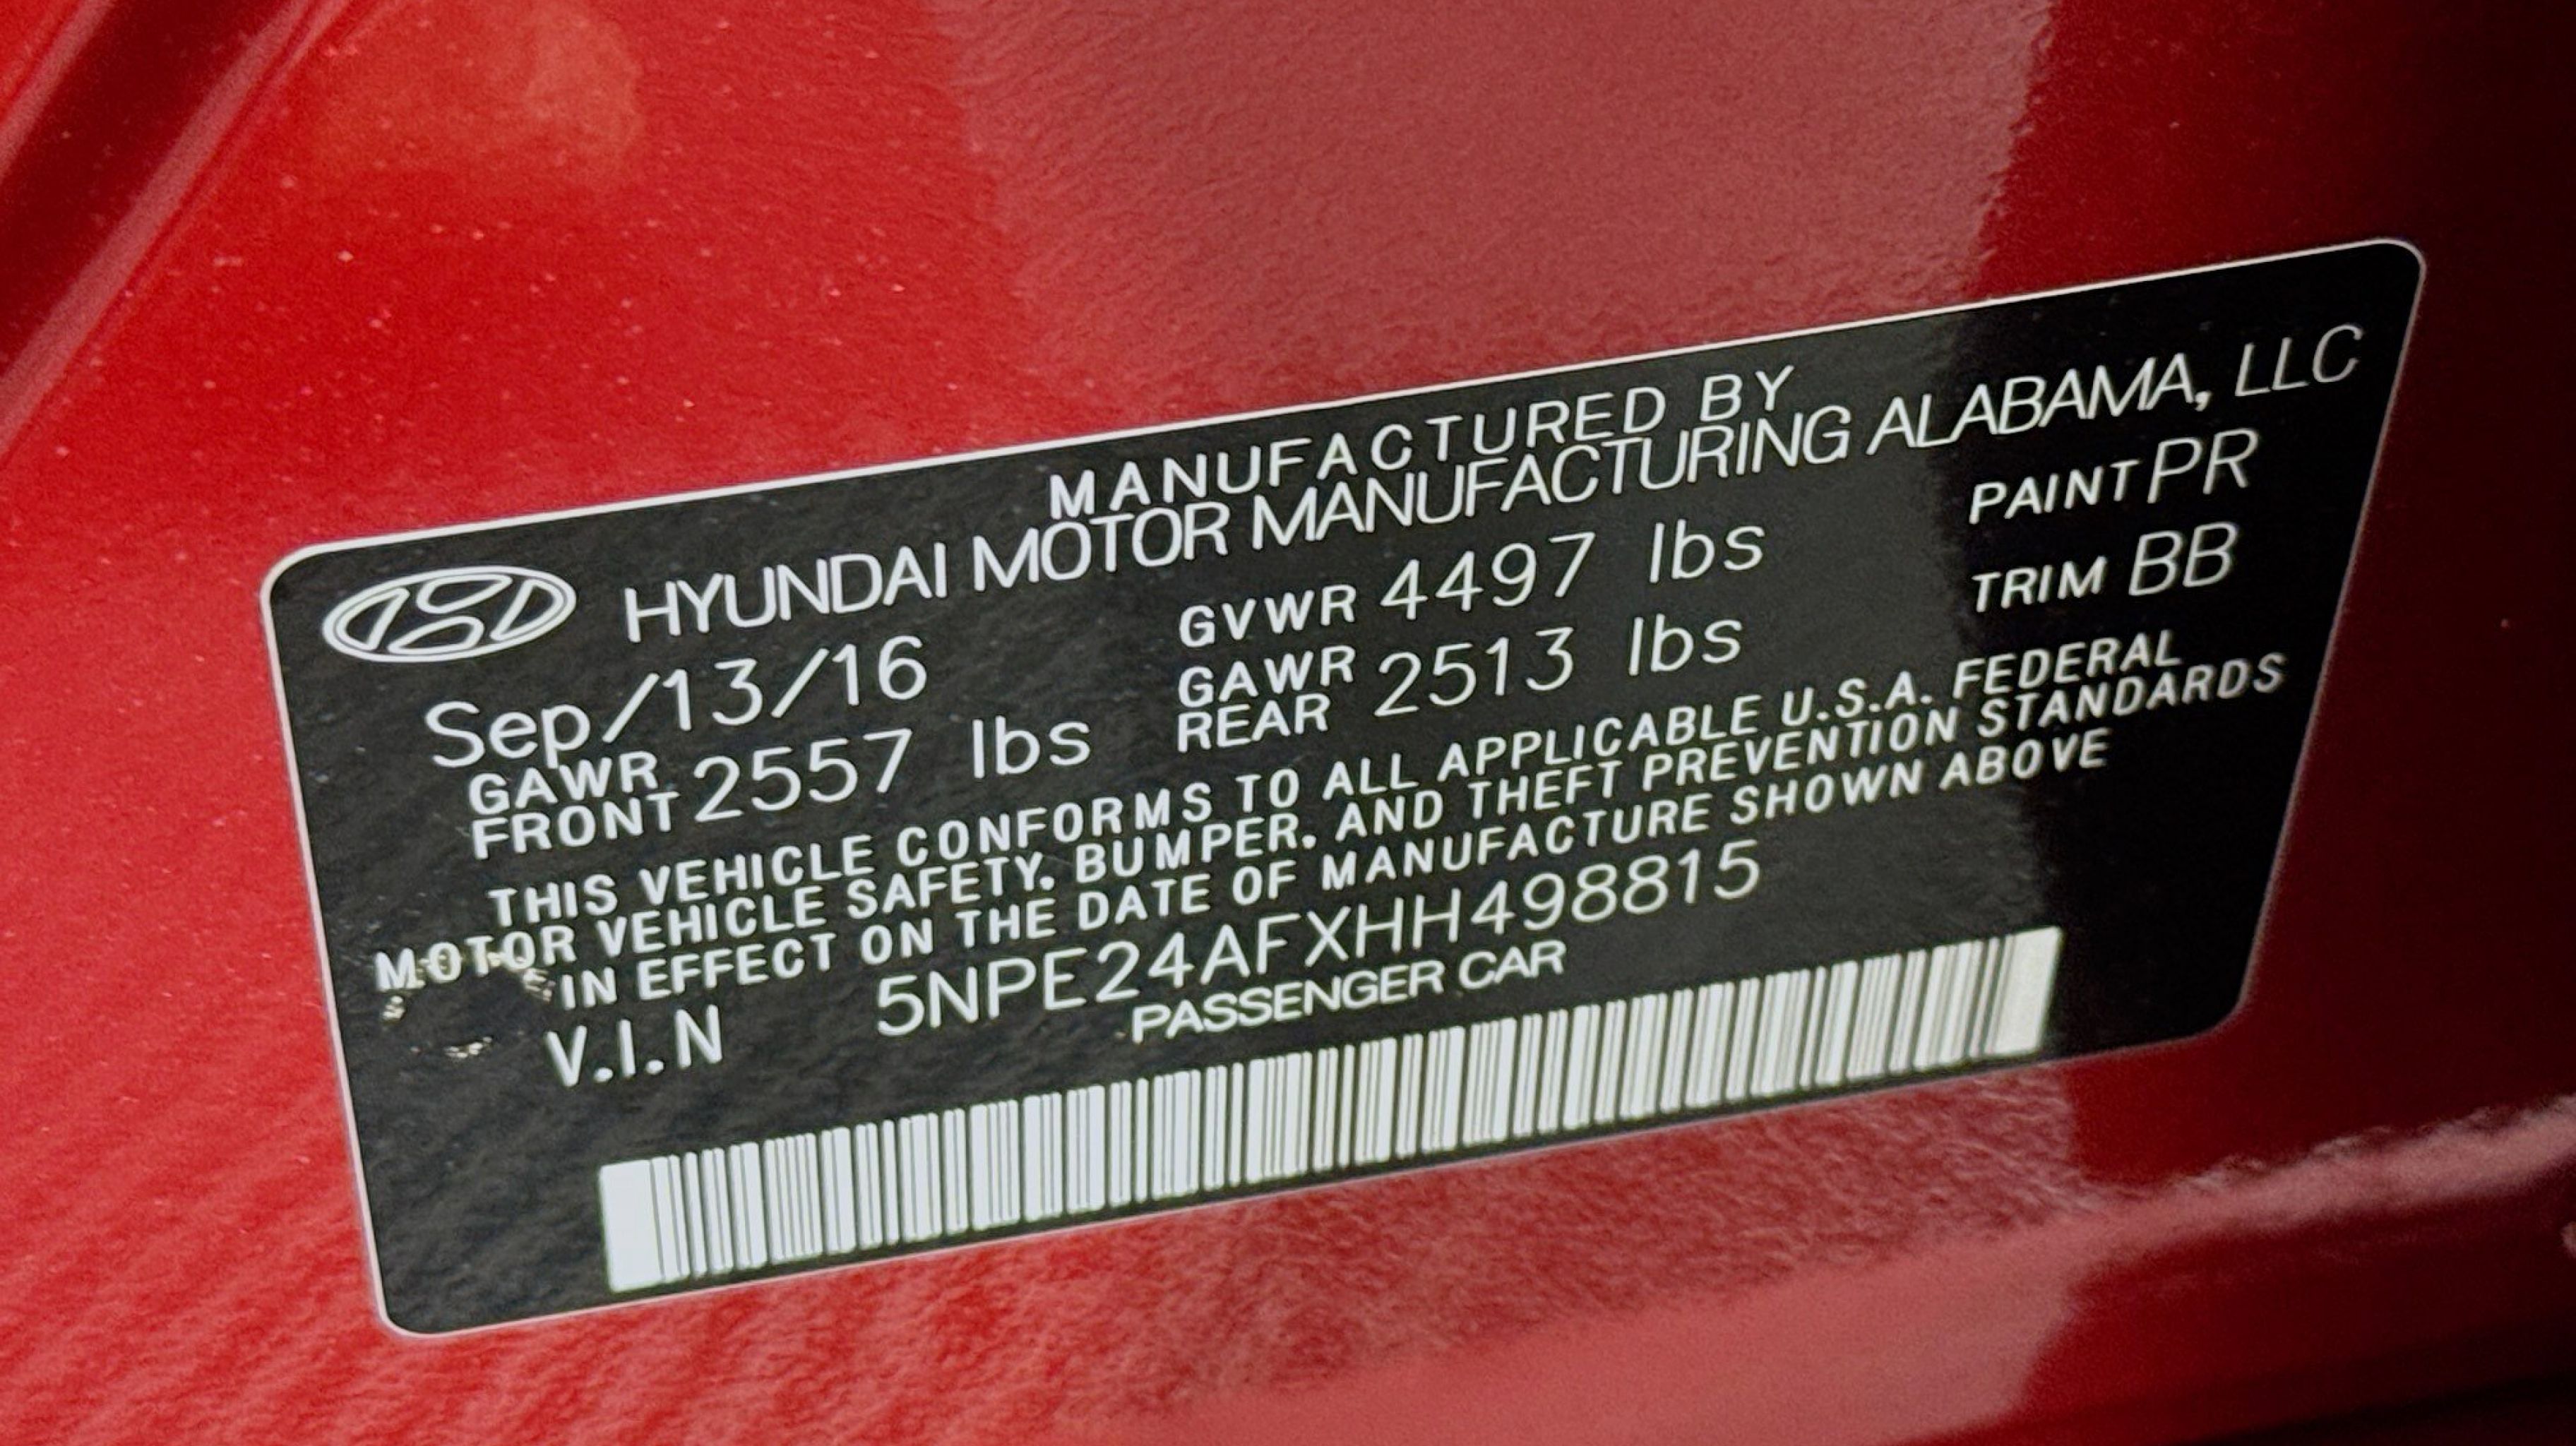 MANUFACTURED BY
HYUNDAI MOTOR MANUFACTURING ALABAMA, LLC
Sep/13/16 GVWR 4497 lbs PAINT PR
GAWR FRONT 2557 lbs GAWR REAR 2513 lbs TRIM BB
THIS VEHICLE CONFORMS TO ALL APPLICABLE U.S.A. FEDERAL
MOTOR VEHICLE SAFETY. BUMPER. AND THEFT PREVENTION STANDARDS
IN EFFECT ON THE DATE OF MANUFACTURE SHOWN ABOVE
V.I.N 5NPE24AFXHH498815
PASSENGER CAR